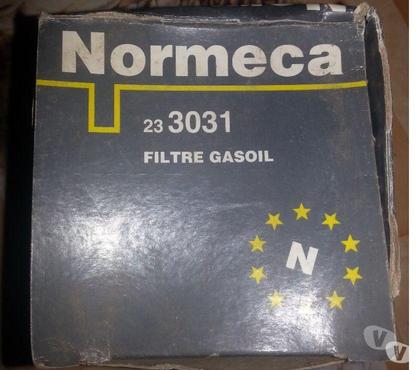 Normeca
23 3031
FILTRE GASOIL
N
V V